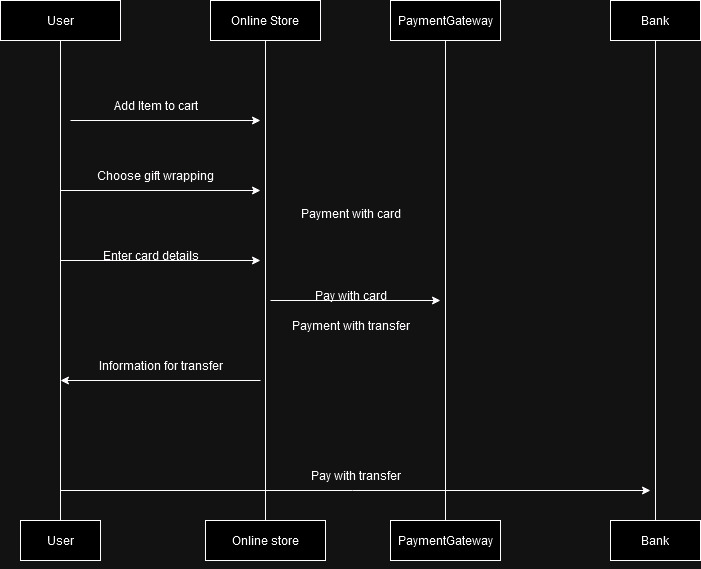 User
Online Store
PaymentGateway
Bank
Add Item to cart
Choose gift wrapping
Payment with card
Enter card details
Pay with card
Payment with transfer
Information for transfer
Pay with transfer
User
Online store
PaymentGateway
Bank